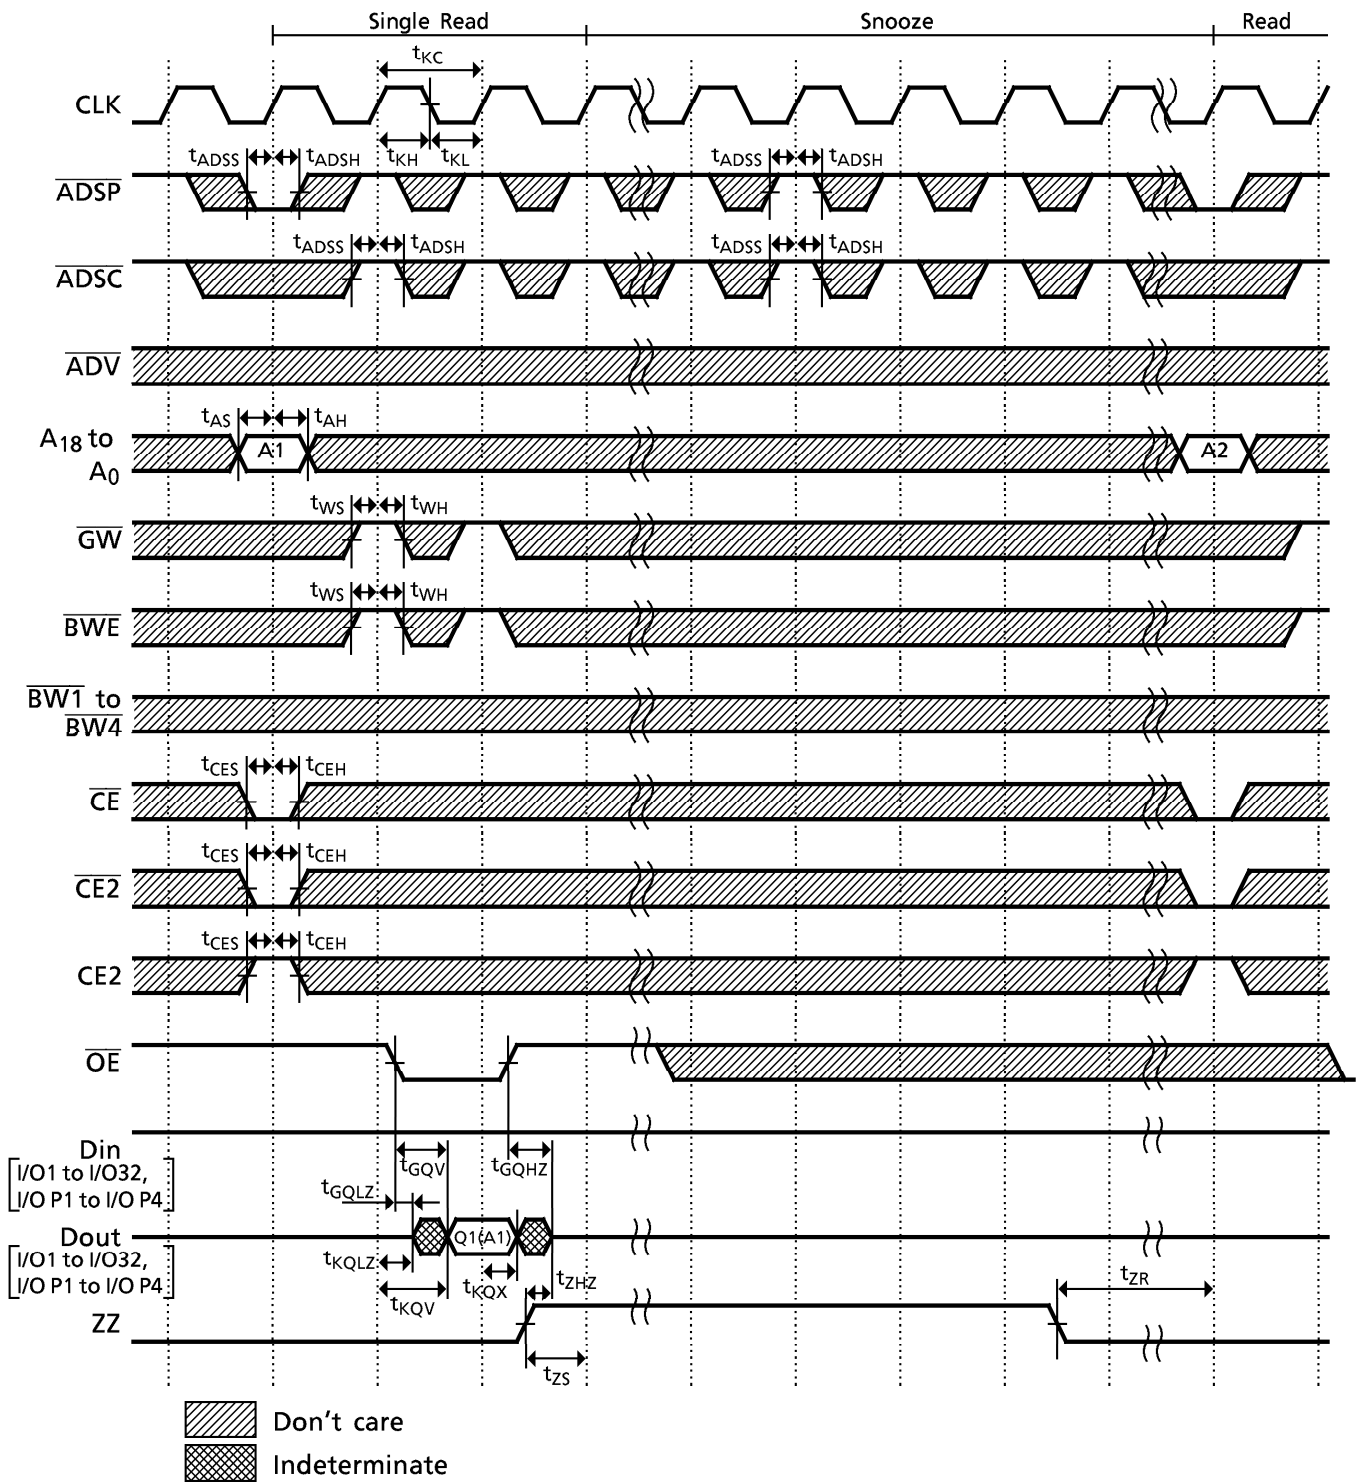 Single Read Snooze Read
tKC
CLK
tKH tKL
tADSS tADSH tADSS tADSH
ADSP
tADSS tADSH tADSS tADSH
ADSC
ADV
tAS tAH
A18 to
A0
A1 A2
tWS tWH
GW
tWS tWH
BWE
BW1 to
BW4
tCES tCEH
CE
tCES tCEH
CE2
tCES tCEH
CE2
OE
Din
I/O1 to I/O32,
I/O P1 to I/O P4
tGQV tGQHZ
tGQLZ
Dout
I/O1 to I/O32,
I/O P1 to I/O P4
Q1(A1)
tKQLZ
tKQX tZHZ tZR
tKQV
ZZ
tZS
Don't care
Indeterminate